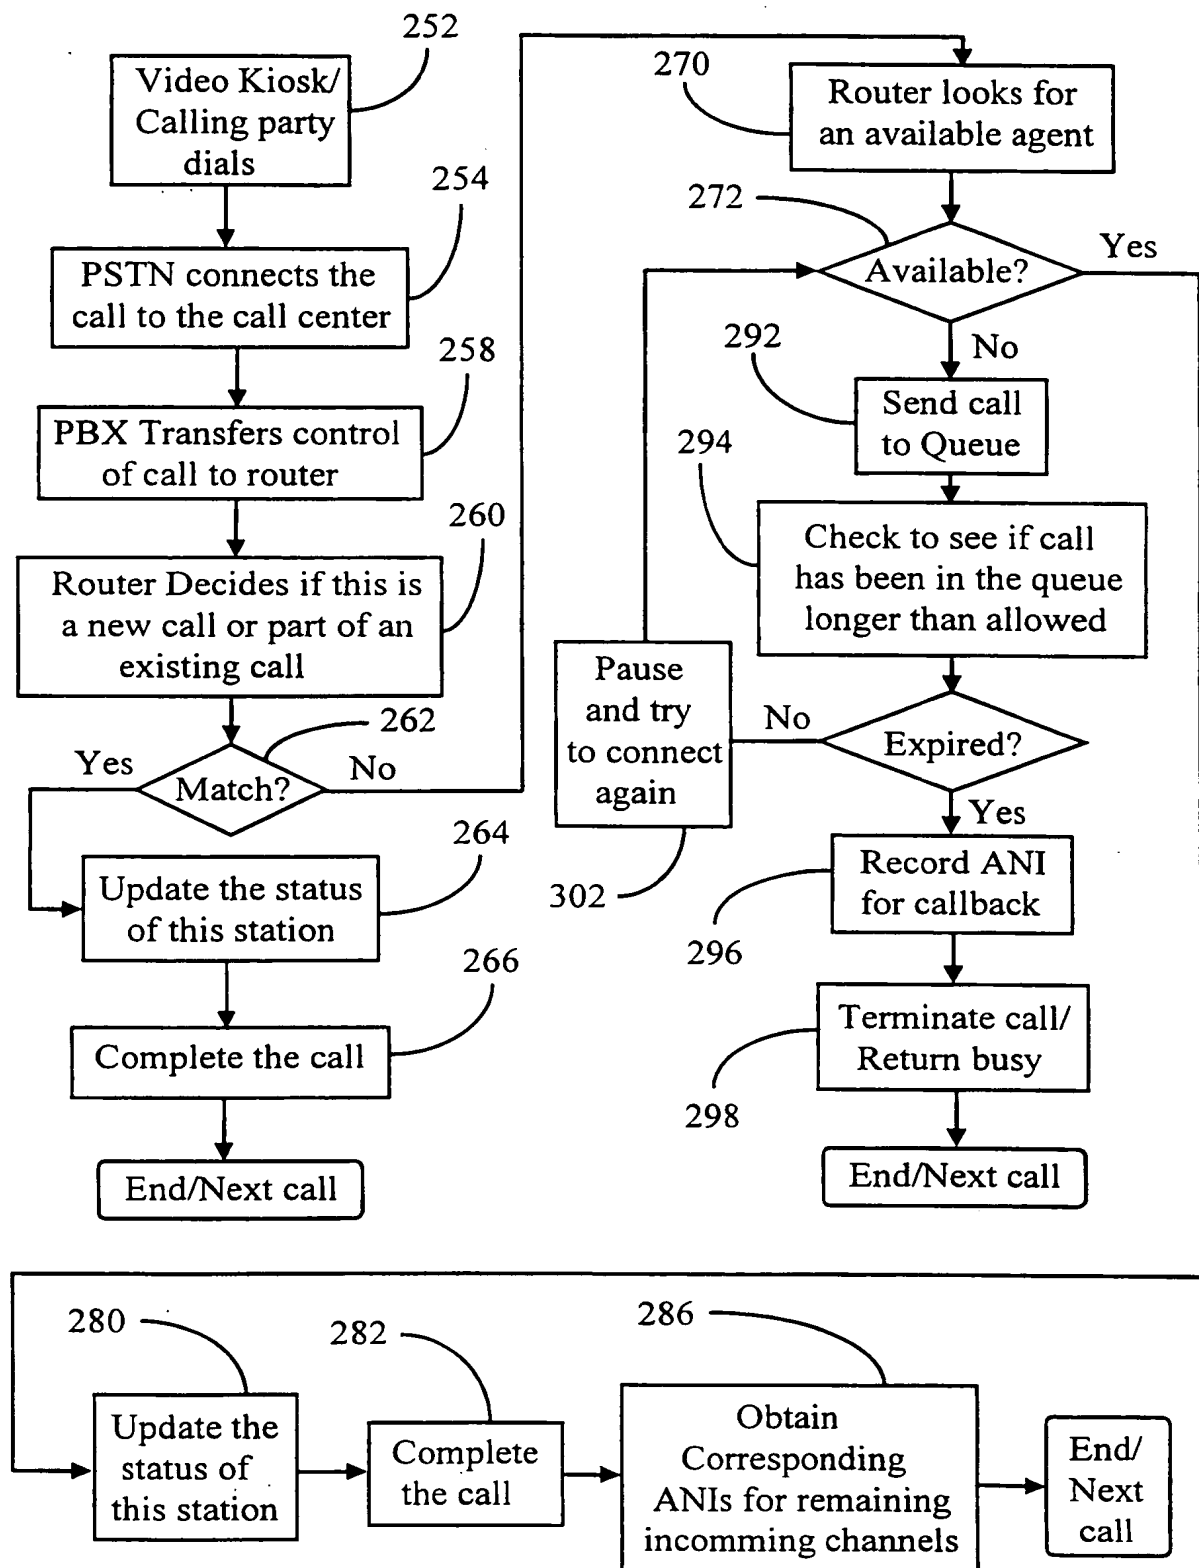 252
Video Kiosk/
Calling party
dials
254
PSTN connects the
call to the call center
258
PBX Transfers control
of call to router
260
Router Decides if this is
a new call or part of an
existing call
262
Yes
Match?
No
264
Update the status
of this station
266
Complete the call
End/Next call
270
Router looks for
an available agent
272
Available?
Yes
No
292
Send call
to Queue
294
Check to see if call
has been in the queue
longer than allowed
Pause
and try
to connect
again
302
No
Expired?
Yes
Record ANI
for callback
296
Terminate call/
Return busy
298
End/Next call
280
Update the
status of
this station
282
Complete
the call
286
Obtain
Corresponding
ANIs for remaining
incomming channels
End/
Next
call